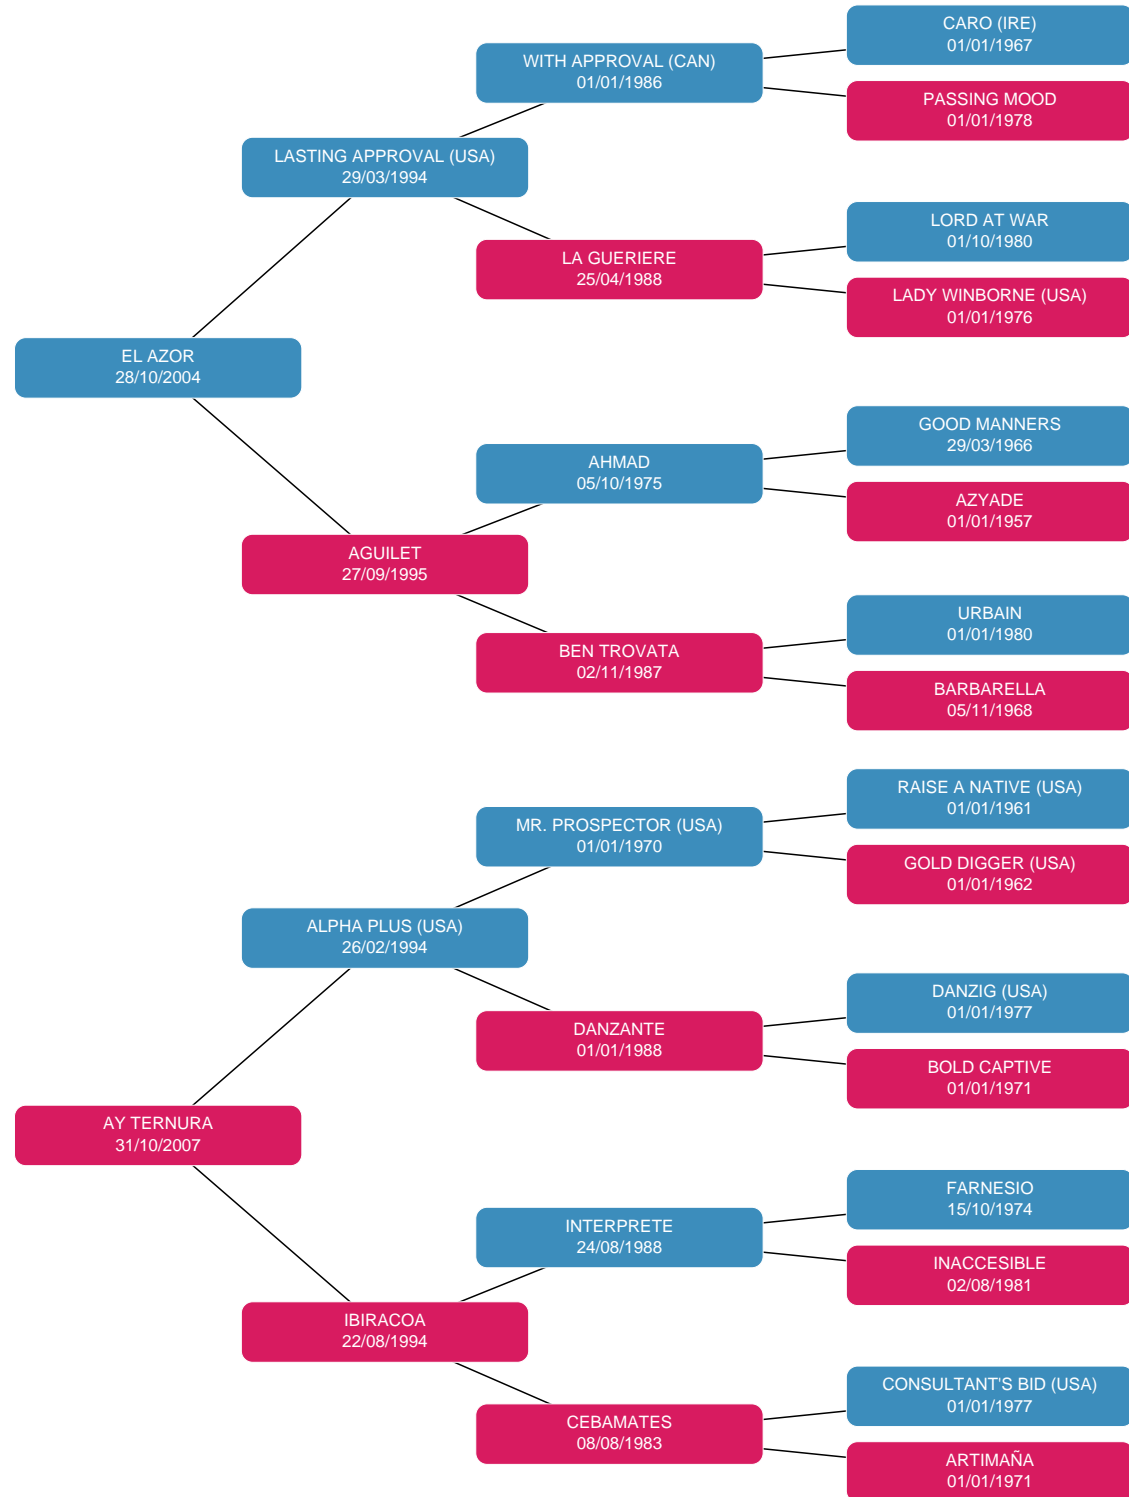 CARO (IRE)
01/01/1967
WITH APPROVAL (CAN)
01/01/1986
PASSING MOOD
01/01/1978
LASTING APPROVAL (USA)
29/03/1994
LORD AT WAR
01/10/1980
LA GUERIERE
25/04/1988
LADY WINBORNE (USA)
01/01/1976
EL AZOR
28/10/2004
GOOD MANNERS
29/03/1966
AHMAD
05/10/1975
AZYADE
01/01/1957
AGUILET
27/09/1995
URBAIN
01/01/1980
BEN TROVATA
02/11/1987
BARBARELLA
05/11/1968
RAISE A NATIVE (USA)
01/01/1961
MR. PROSPECTOR (USA)
01/01/1970
GOLD DIGGER (USA)
01/01/1962
ALPHA PLUS (USA)
26/02/1994
DANZIG (USA)
01/01/1977
DANZANTE
01/01/1988
BOLD CAPTIVE
01/01/1971
AY TERNURA
31/10/2007
FARNESIO
15/10/1974
INTERPRETE
24/08/1988
INACCESIBLE
02/08/1981
IBIRACOA
22/08/1994
CONSULTANT'S BID (USA)
01/01/1977
CEBAMATES
08/08/1983
ARTIMAÑA
01/01/1971